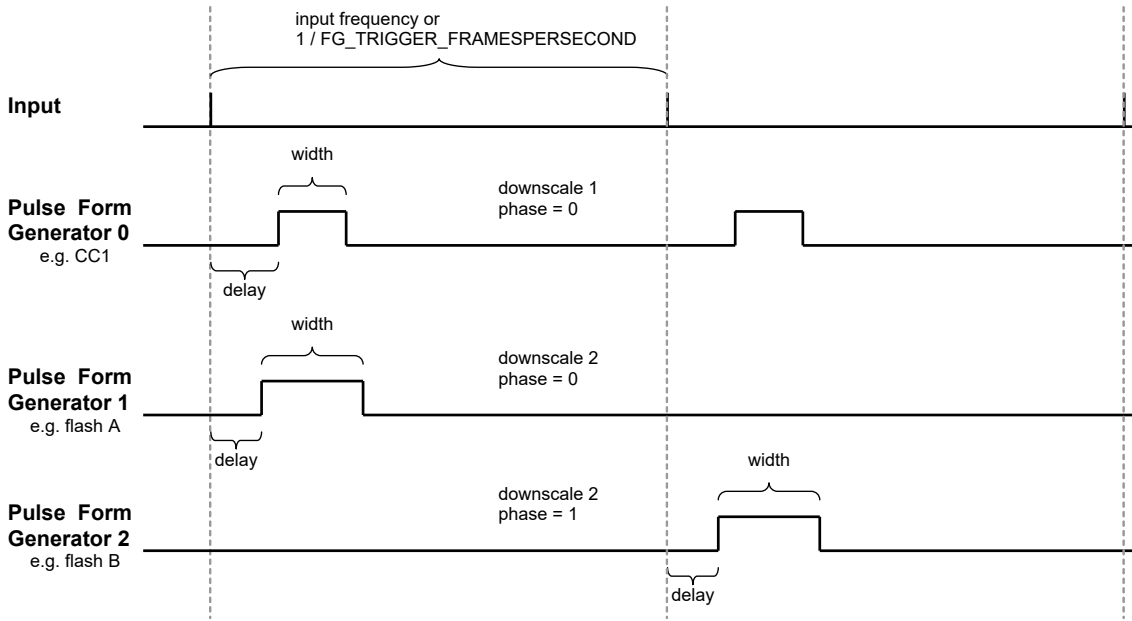 input frequency or
1 / FG_TRIGGER_FRAMESPERSECOND
Input
width
downscale 1
phase = 0
Pulse Form
Generator 0
e.g. CC1
delay
width
downscale 2
phase = 0
Pulse Form
Generator 1
e.g. flash A
delay
width
downscale 2
phase = 1
Pulse Form
Generator 2
e.g. flash B
delay